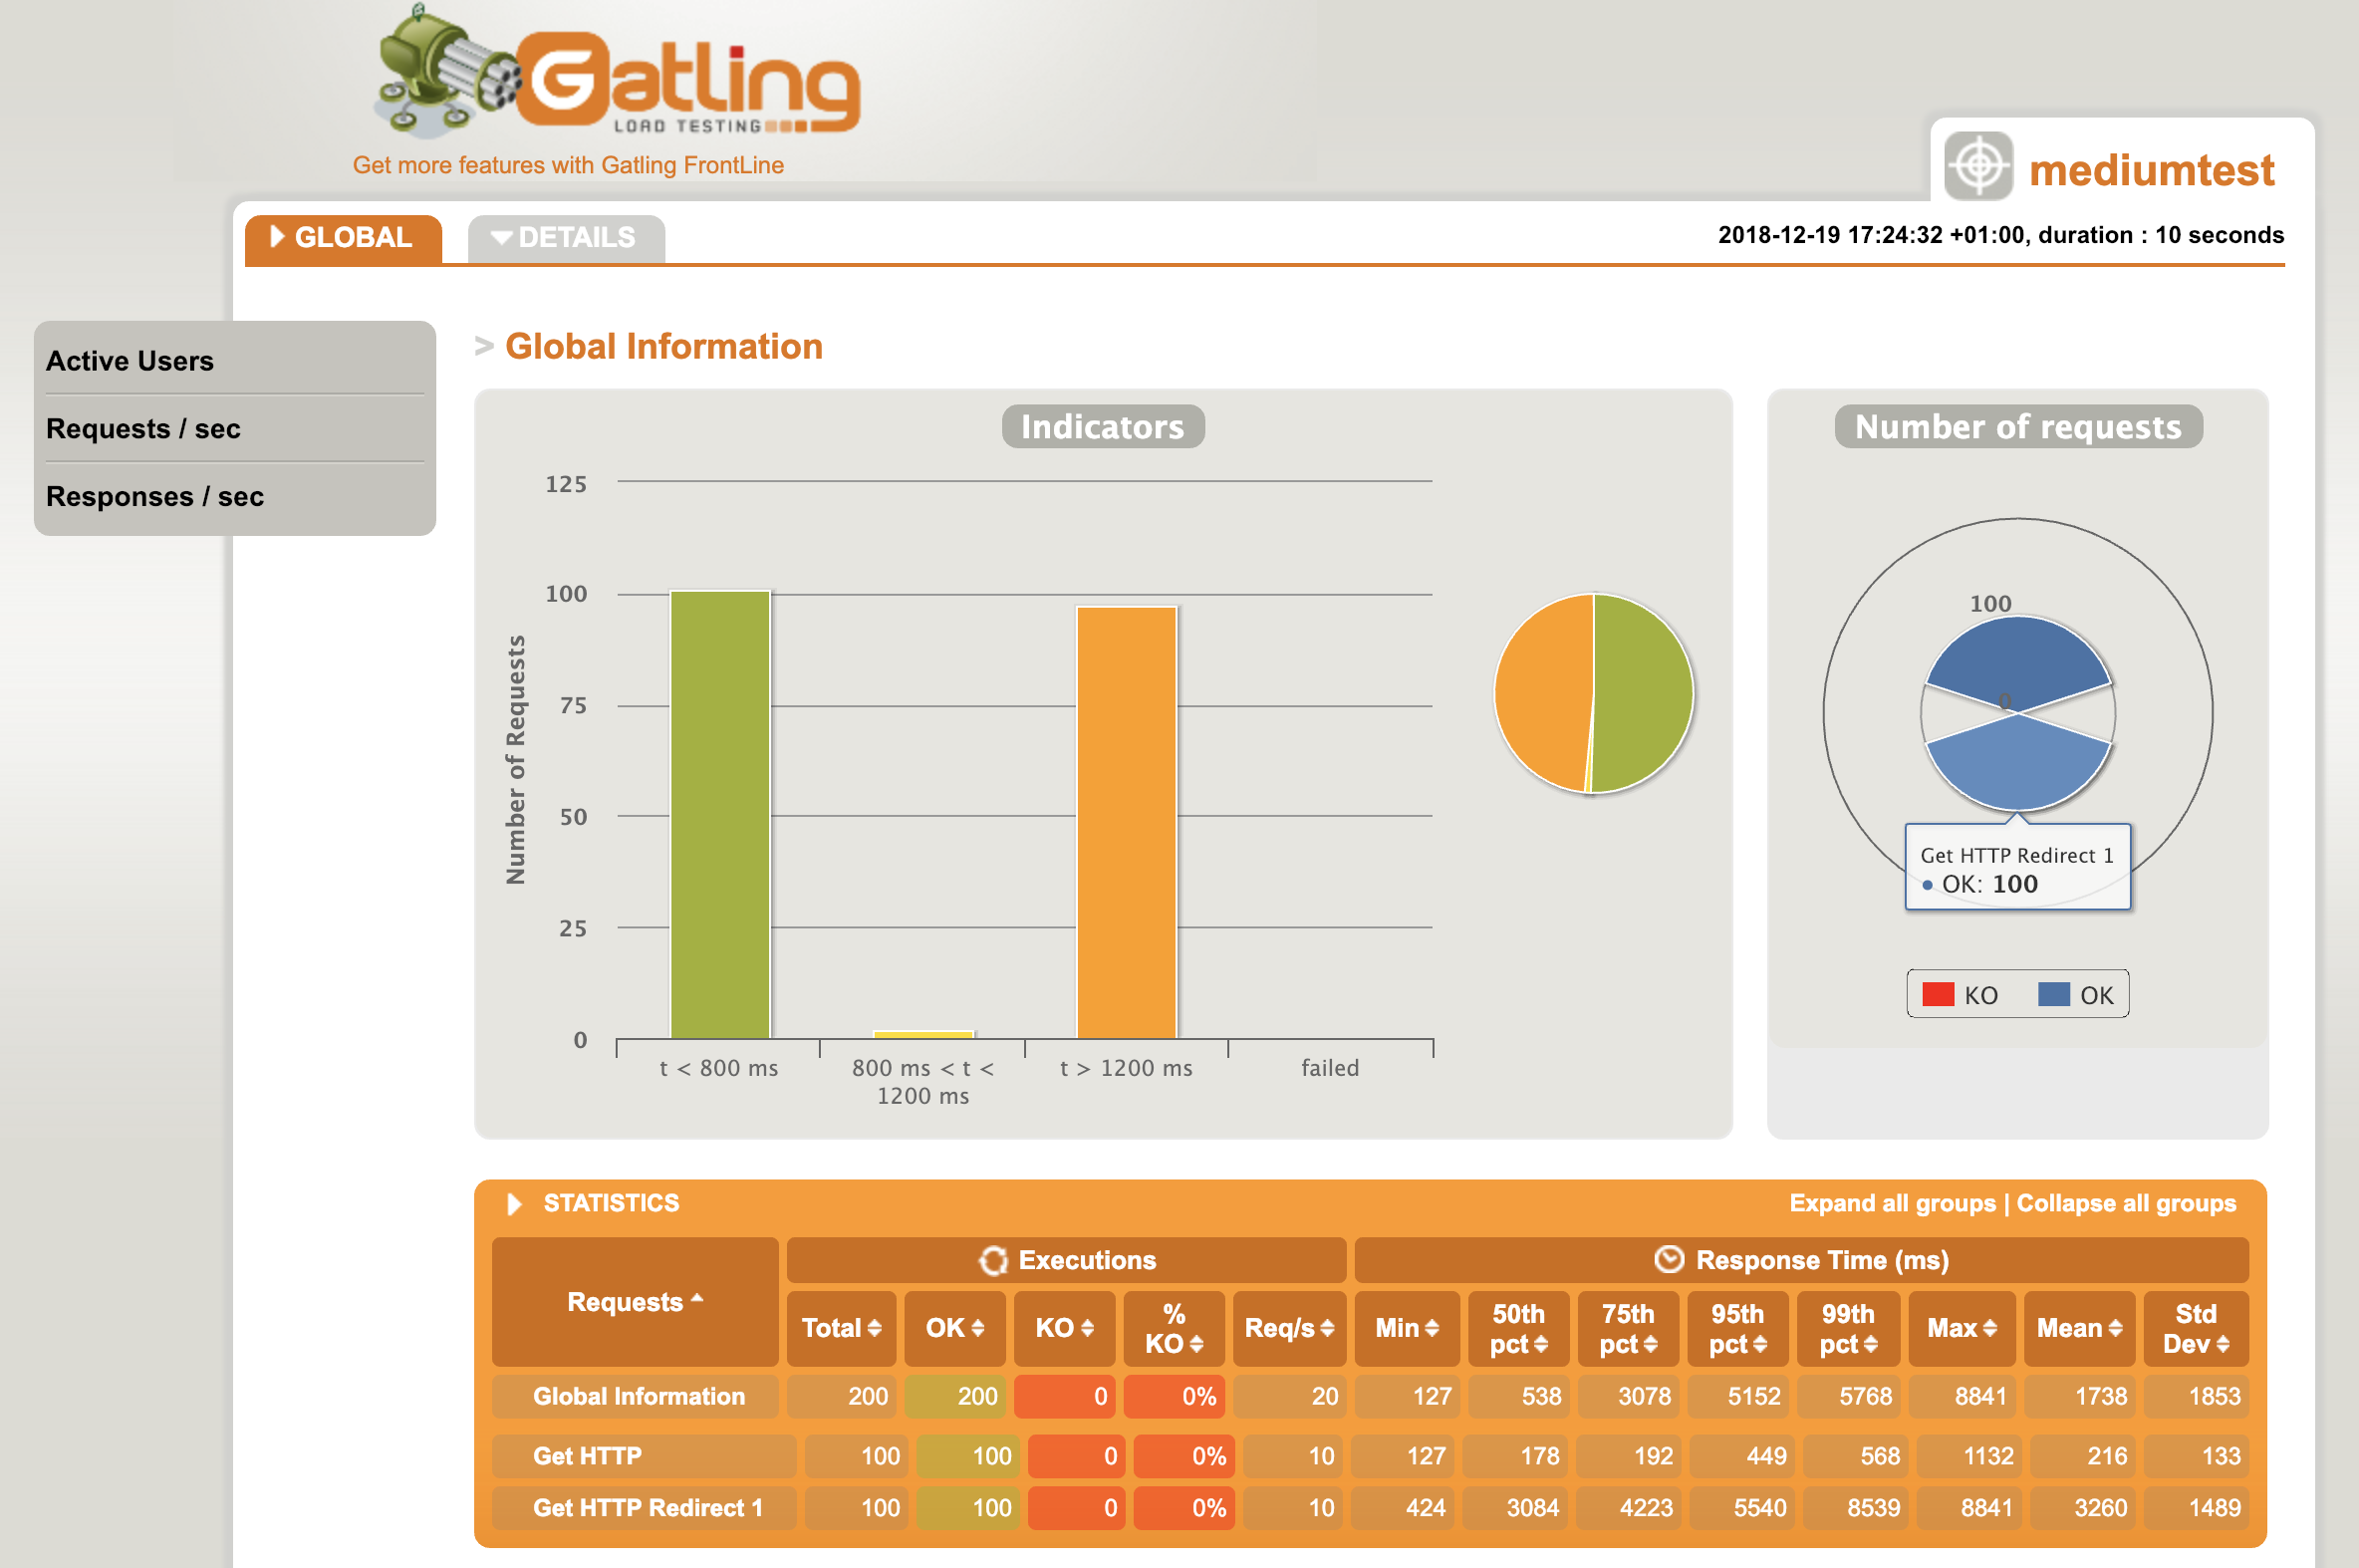 Gatling
LOAD TESTING
Get more features with Gatling FrontLine
mediumtest
GLOBAL
DETAILS
2018-12-19 17:24:32 +01:00, duration : 10 seconds
Active Users
Requests / sec
Responses / sec
> Global Information
Indicators
Number of Requests
125
100
75
50
25
0
t < 800 ms
800 ms < t < 1200 ms
t > 1200 ms
failed
Number of requests
100
0
Get HTTP Redirect 1
OK: 100
KO OK
STATISTICS
Expand all groups | Collapse all groups
Requests
Executions
Response Time (ms)
Total OK KO % KO Req/s Min 50th pct 75th pct 95th pct 99th pct Max Mean Std Dev
Global Information 200 200 0 0% 20 127 538 3078 5152 5768 8841 1738 1853
Get HTTP 100 100 0 0% 10 127 178 192 449 568 1132 216 133
Get HTTP Redirect 1 100 100 0 0% 10 424 3084 4223 5540 8539 8841 3260 1489